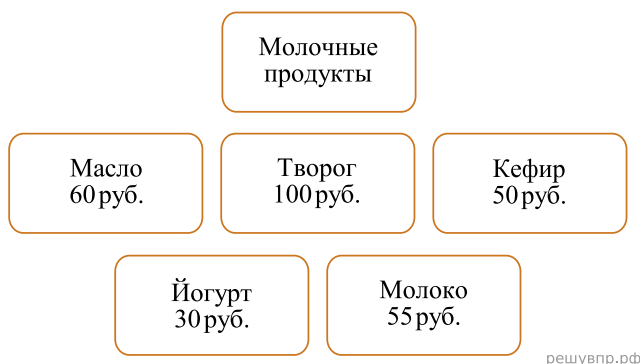 Молочные
продукты
Масло
60 руб.
Творог
100 руб.
Кефир
50 руб.
Йогурт
30 руб.
Молоко
55 руб.
решувпр.рф